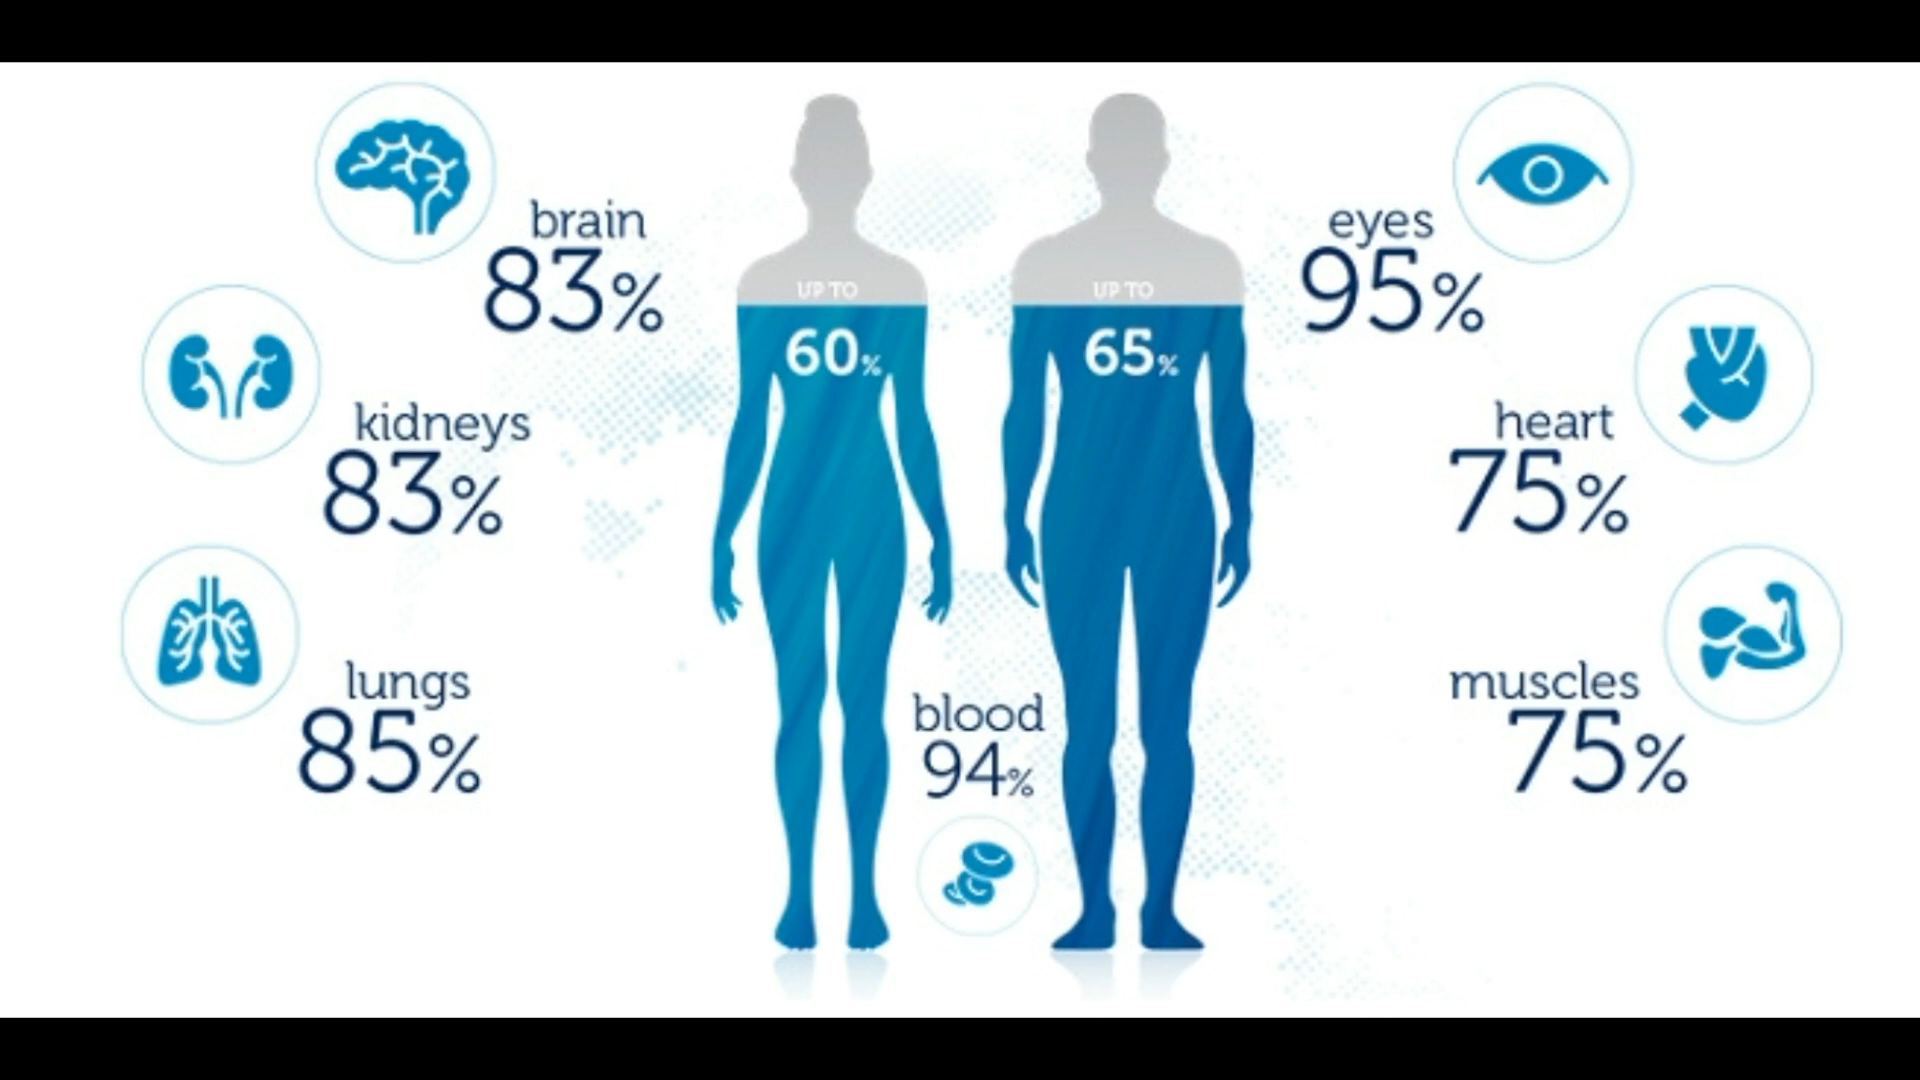 brain
83%
kidneys
83%
lungs
85%
UP TO
60%
UP TO
65%
blood
94%
eyes
95%
heart
75%
muscles
75%